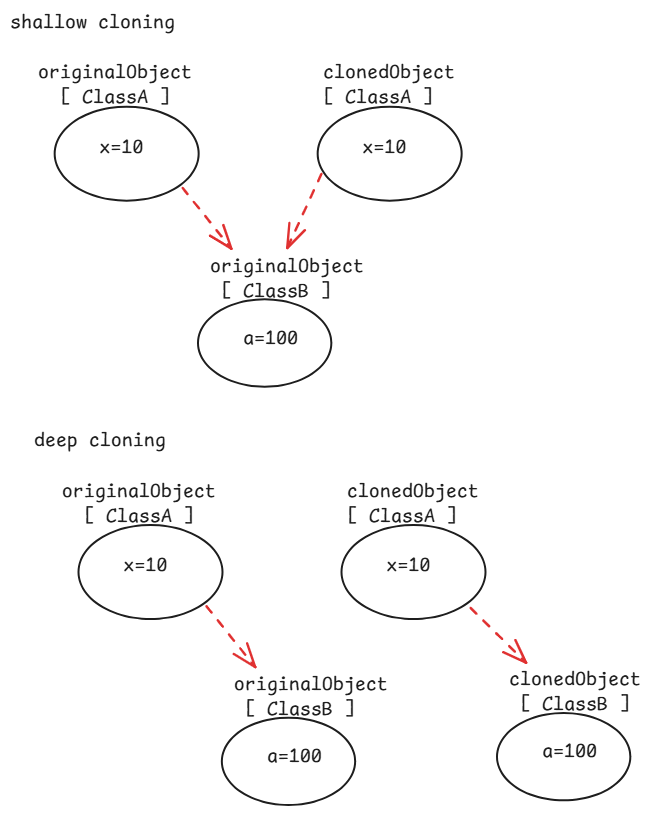 shallow cloning
originalObject
[ ClassA ]
x=10
clonedObject
[ ClassA ]
x=10
originalObject
[ ClassB ]
a=100
deep cloning
originalObject
[ ClassA ]
x=10
clonedObject
[ ClassA ]
x=10
originalObject
[ ClassB ]
a=100
clonedObject
[ ClassB ]
a=100